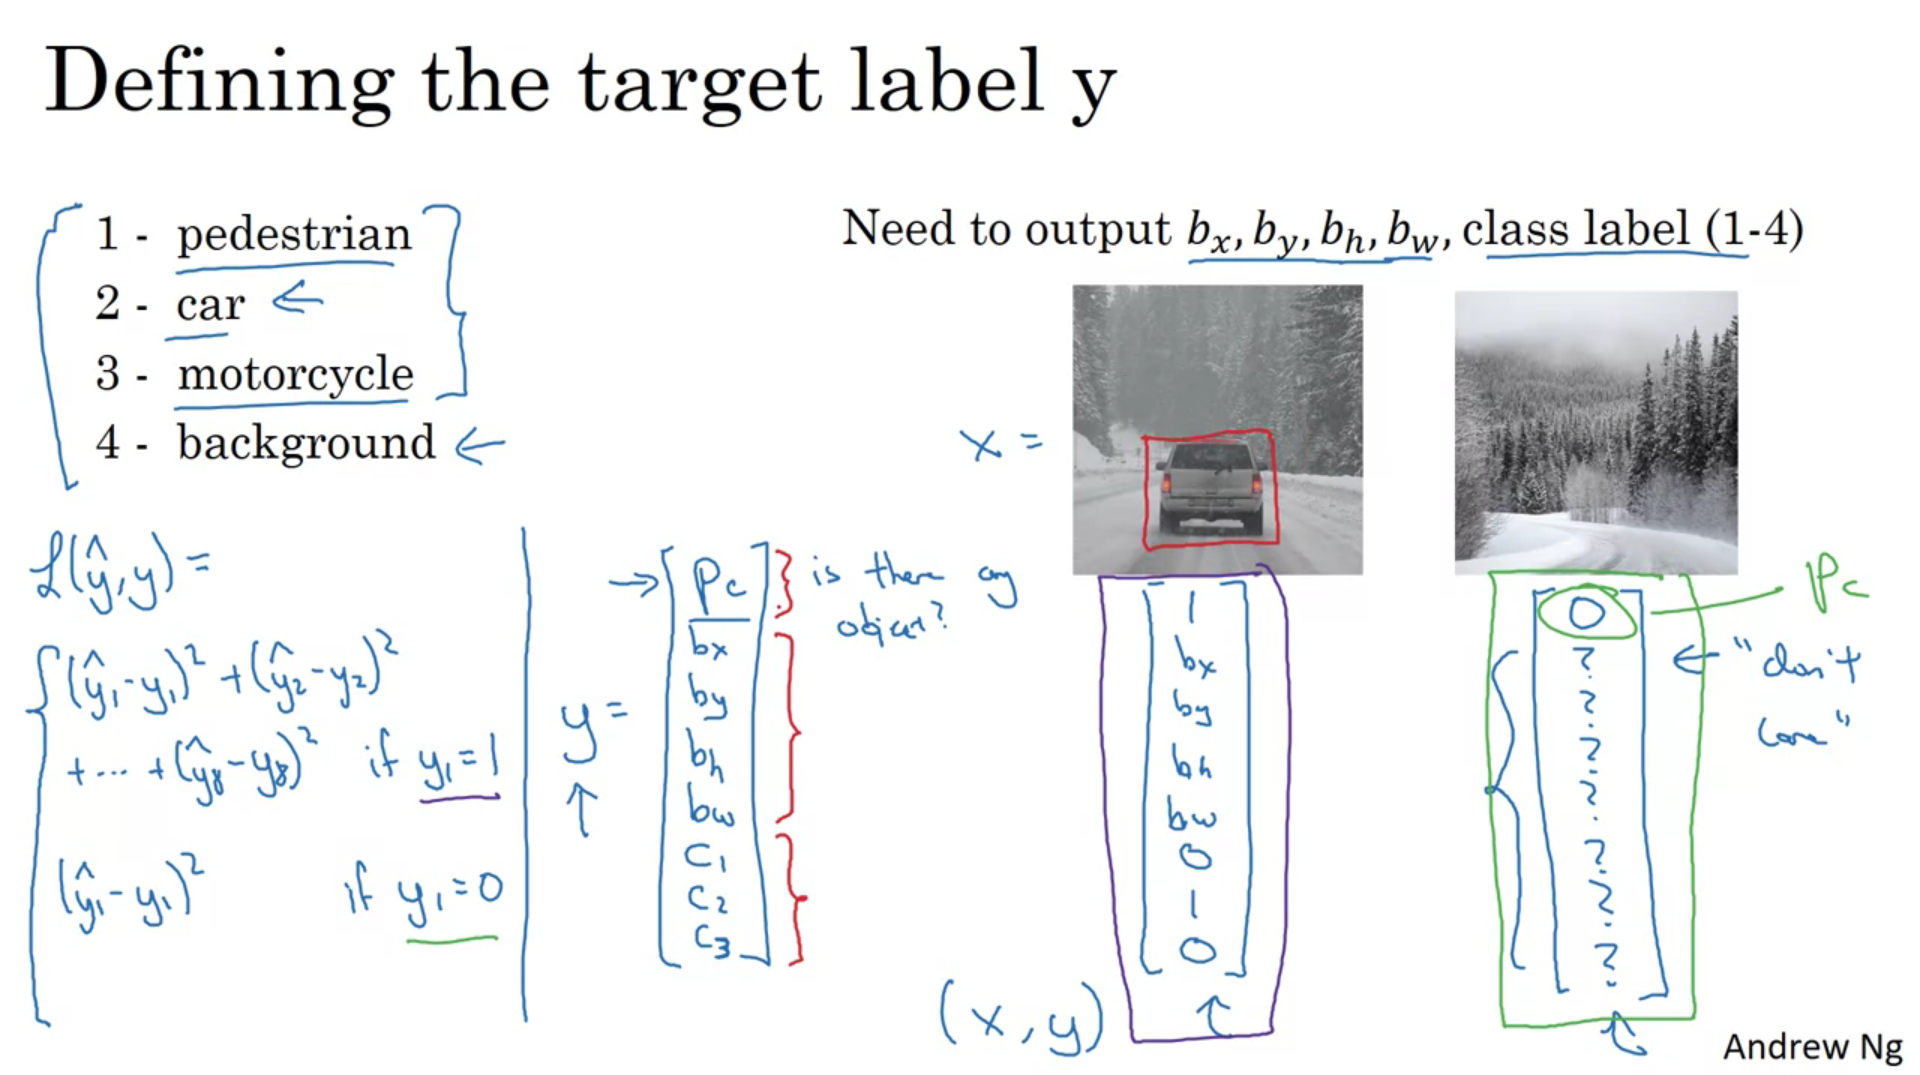 Defining the target label y
1 - pedestrian
2 - car ←
3 - motorcycle
4 - background ←
Need to output bₓ, b_y, b_h, b_w, class label (1-4)
x =
ℒ(ŷ,y) =
(ŷ₁-y₁)² + (ŷ₂-y₂)²
+ ... + (ŷ₈-y₈)² if y₁=1
(ŷ₁-y₁)² if y₁=0
y =
↑
→ Pc
bx
by
bh
bw
C₁
C₂
C₃
is there any
object?
1
bx
by
bh
bw
0
1
0
(x, y)
0
?
?
?
?
?
?
?
Pc
← "don't
care"
Andrew Ng